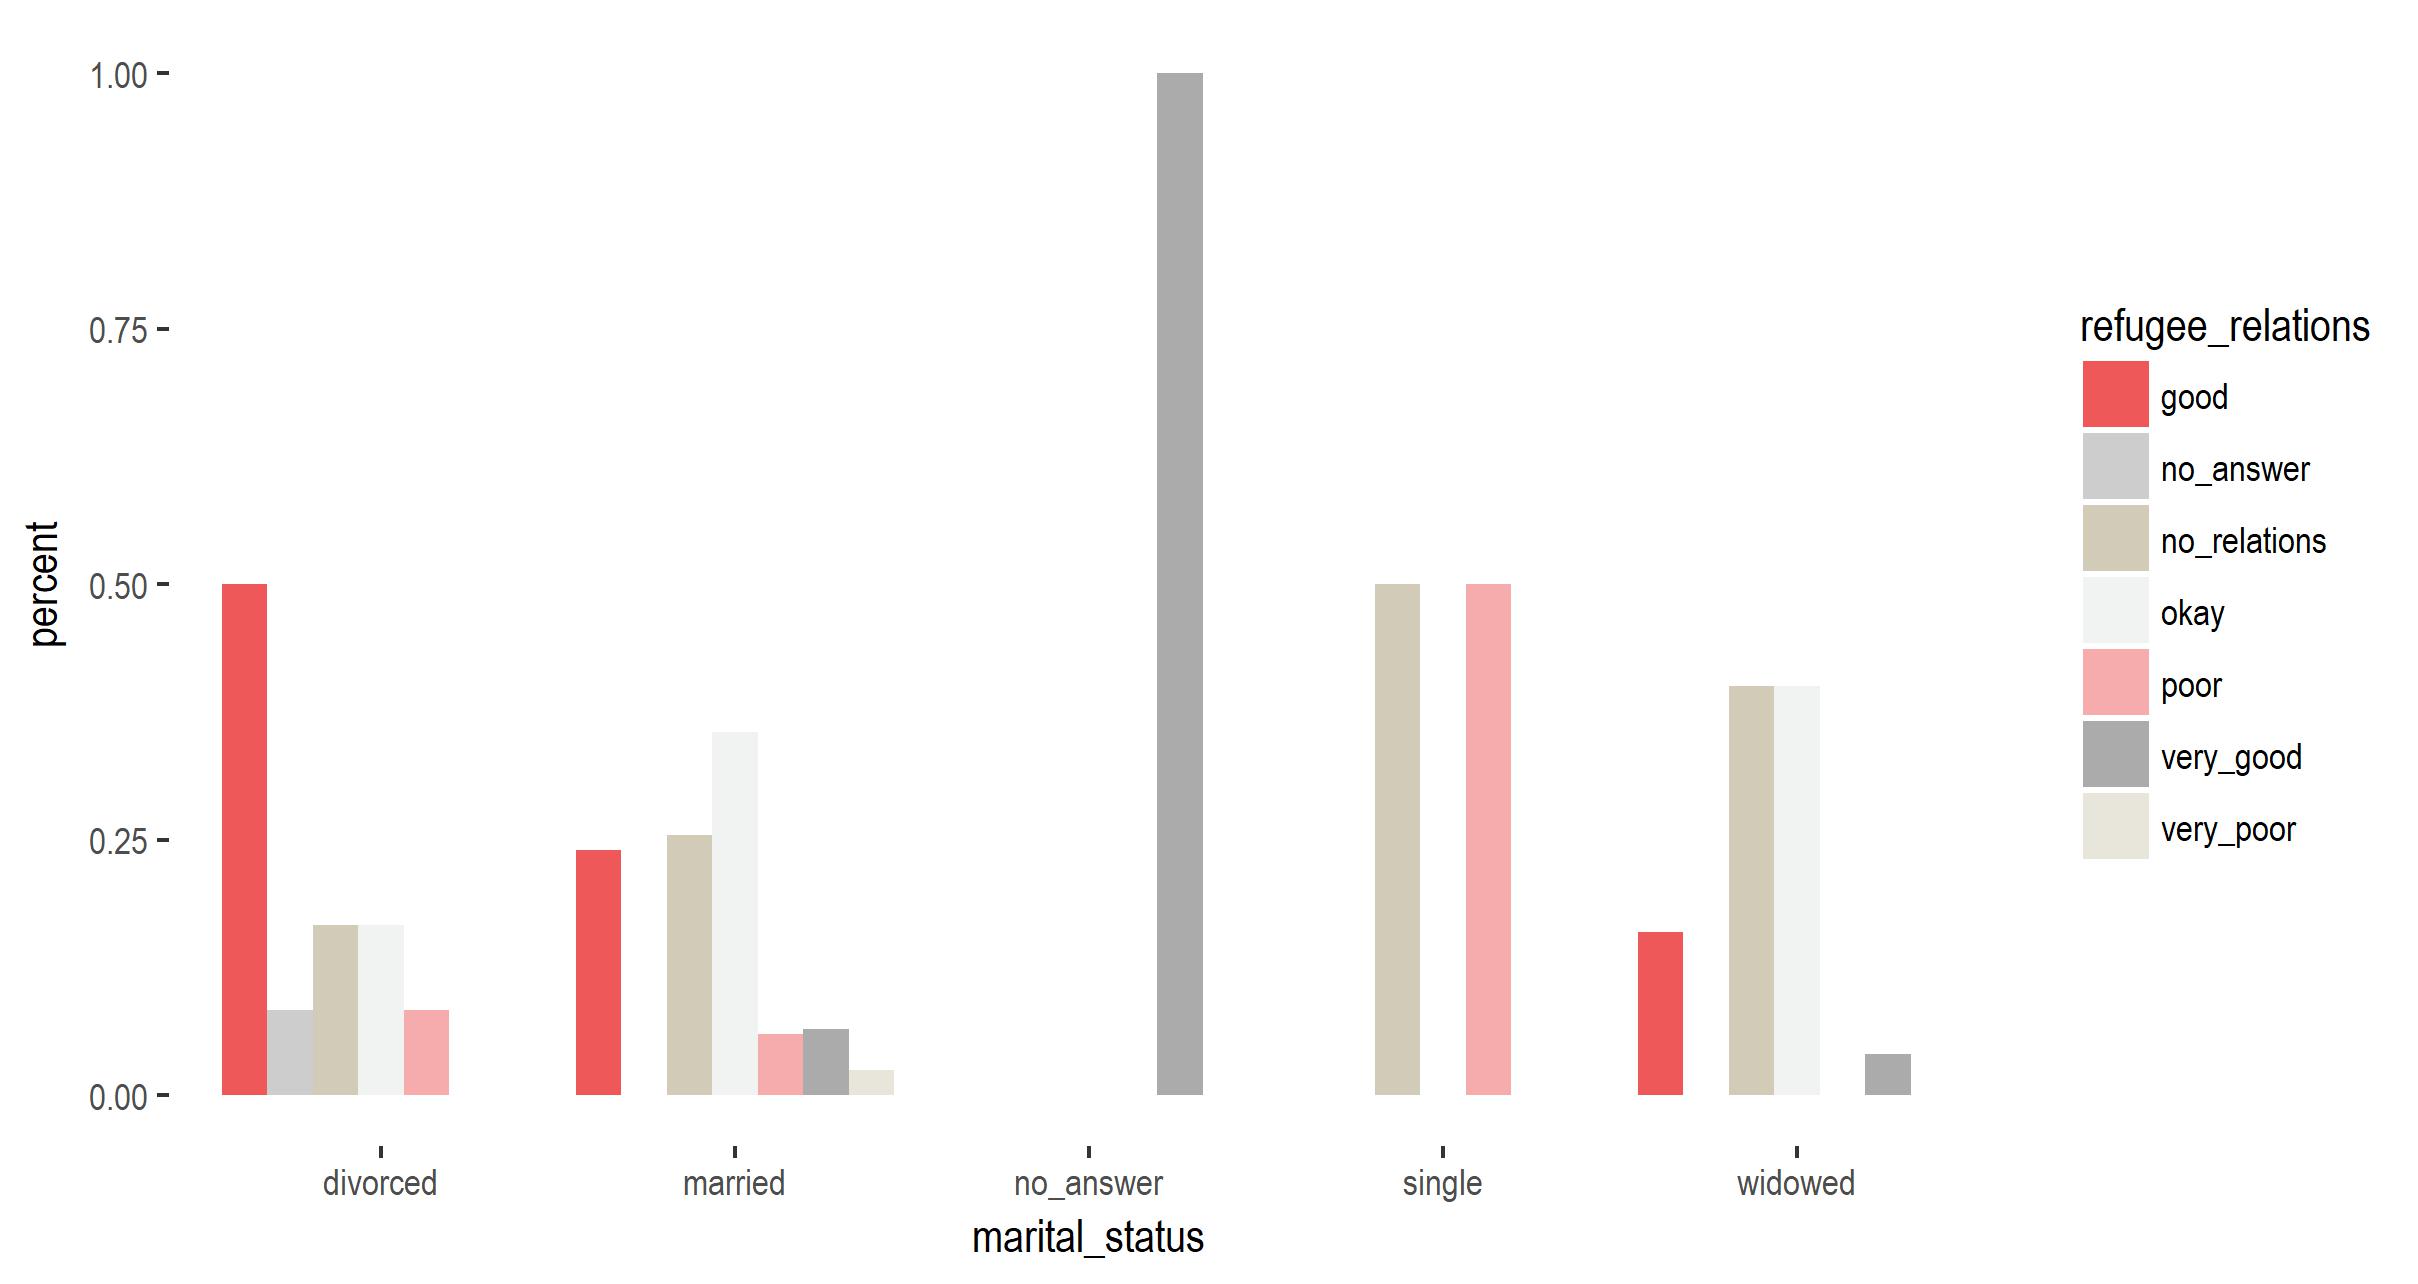 1.00
0.75
0.50
0.25
0.00
percent
divorced
married
no_answer
single
widowed
marital_status
refugee_relations
good
no_answer
no_relations
okay
poor
very_good
very_poor